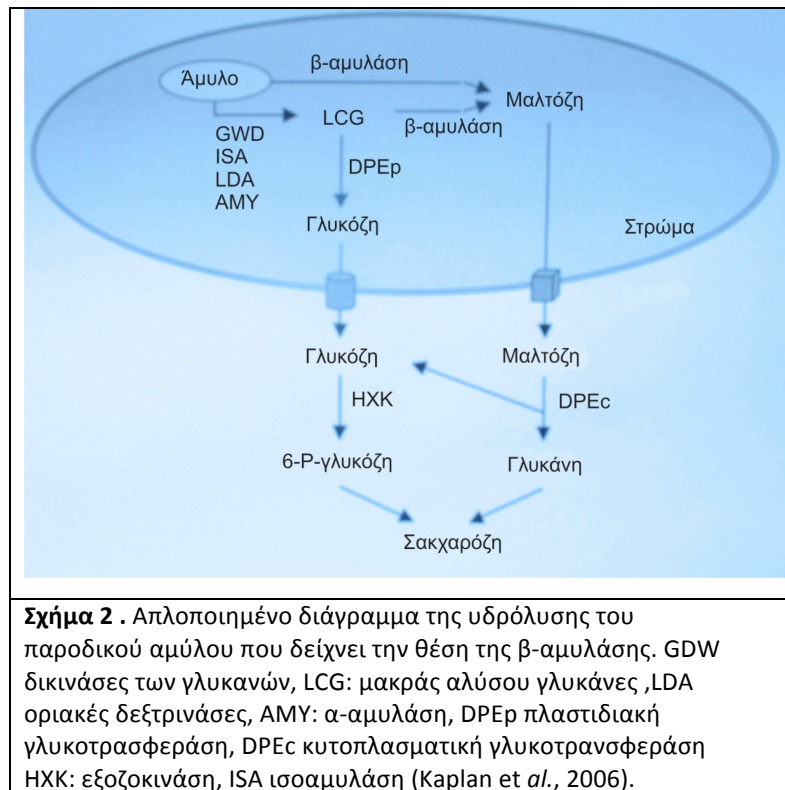 β-αμυλάση
Άμυλο
Μαλτόζη
LCG
β-αμυλάση
GWD
ISA
LDA
AMY
DPEp
Γλυκόζη
Στρώμα
Γλυκόζη
Μαλτόζη
HXK
DPEc
6-P-γλυκόζη
Γλυκάνη
Σακχαρόζη
Σχήμα 2 . Απλοποιημένο διάγραμμα της υδρόλυσης του
παροδικού αμύλου που δείχνει την θέση της β-αμυλάσης. GDW
δικινάσες των γλυκανών, LCG: μακράς αλύσου γλυκάνες ,LDA
οριακές δεξτρινάσες, AMY: α-αμυλάση, DPEp πλαστιδιακή
γλυκοτρασφεράση, DPEc κυτοπλασματική γλυκοτρανσφεράση
HXK: εξοζοκινάση, ISA ισοαμυλάση (Kaplan et al., 2006).